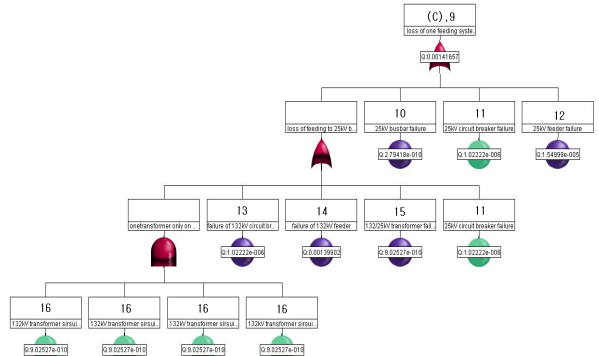 (C),9
loss of one feeding syste...
Q:0.00141657
loss of feeding to 25kV b...
10
25kV busbar failure
Q:2.79418e-010
11
25kV circuit breaker failure
Q:1.02222e-006
12
25kV feeder failure
Q:1.54999e-005
onetransformer only on ...
13
failure of 132kV circuit br...
Q:1.02222e-006
14
failure of 132kV feeder
Q:0.00139902
15
132/25kV transformer fail...
Q:9.02527e-010
11
25kV circuit breaker failure
Q:1.02222e-006
16
132kV transformer sirsui...
Q:9.02527e-010
16
132kV transformer sirsui...
Q:9.02527e-010
16
132kV transformer sirsui...
Q:9.02527e-010
16
132kV transformer sirsui...
Q:9.02527e-010